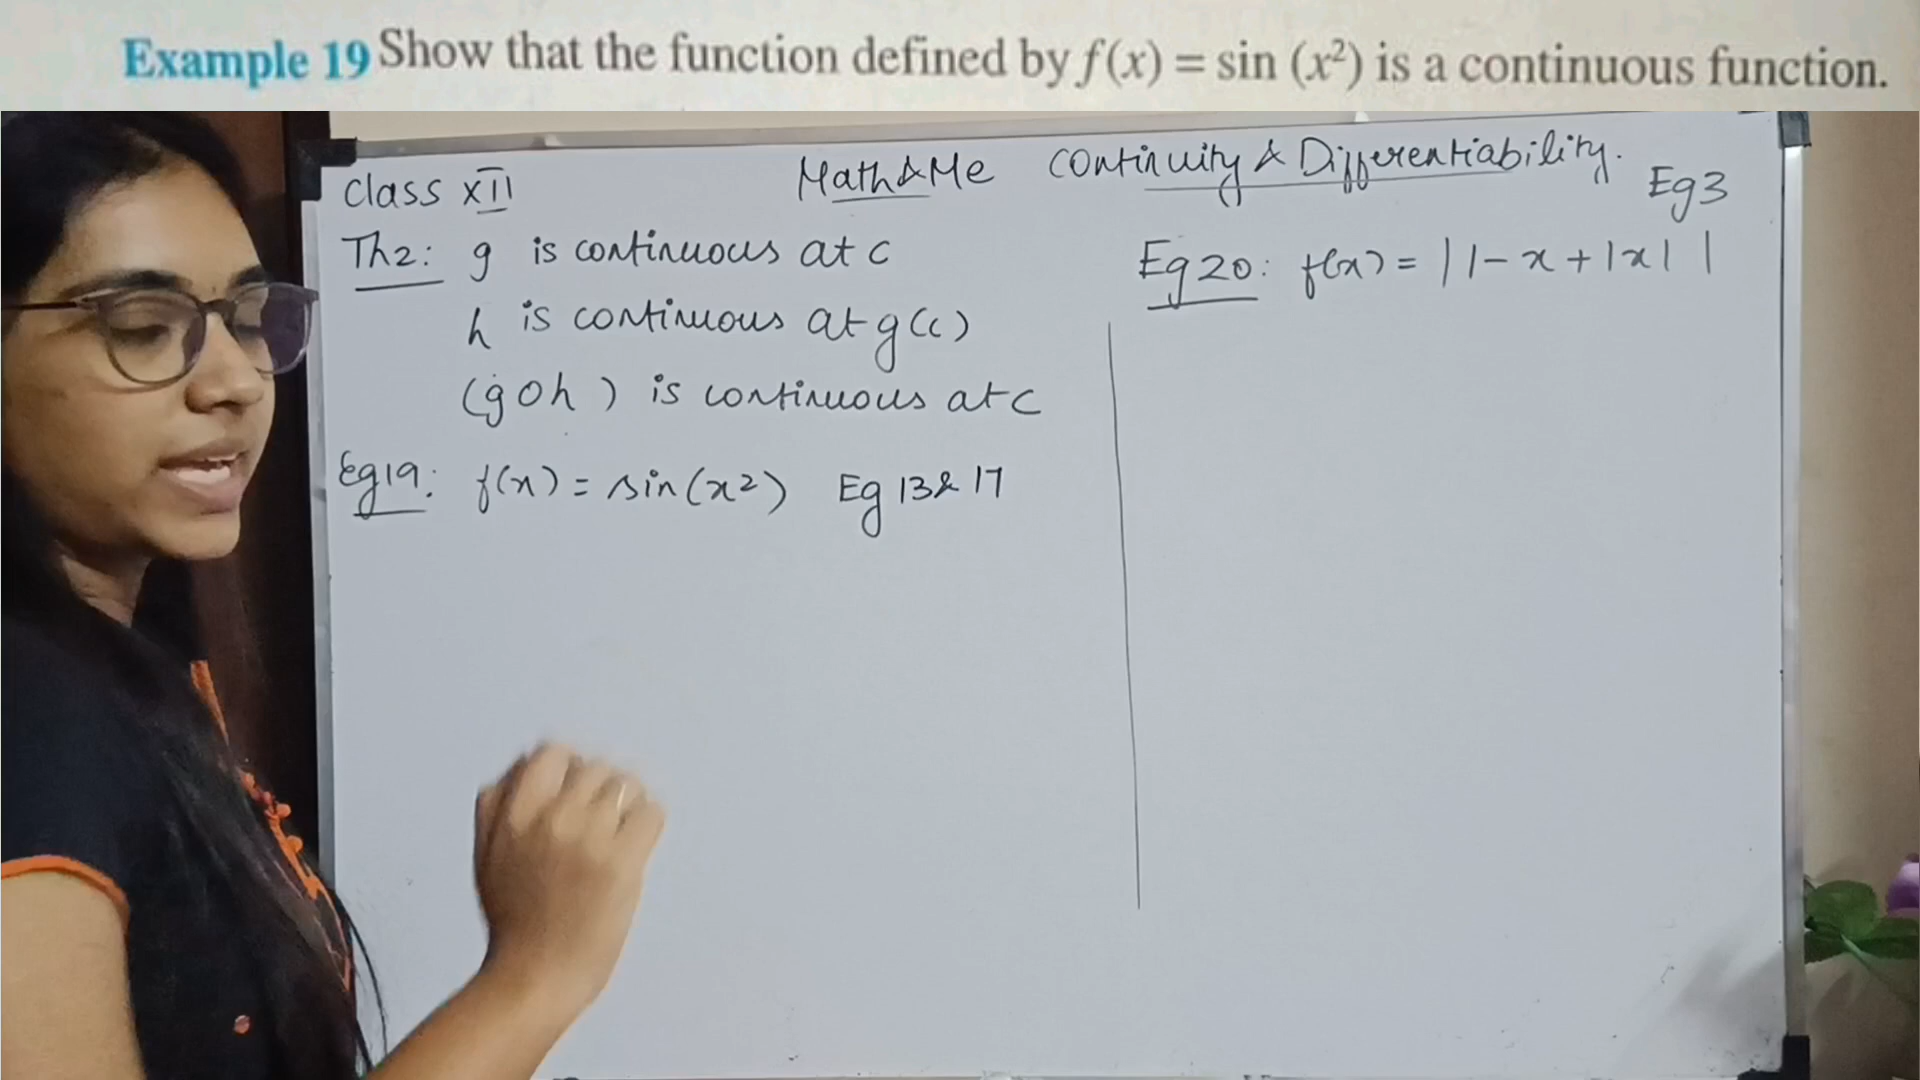 Example 19 Show that the function defined by f(x) = sin (x²) is a continuous function.
Class XII
Math&Me
Continuity & Differentiability.
Eg3
Th2: g is continuous at c
h is continuous at g(c)
(goh) is continuous at c
Eg19: f(x) = sin(x²) Eg 13 & 17
Eg20: f(x) = |1-x+|x||